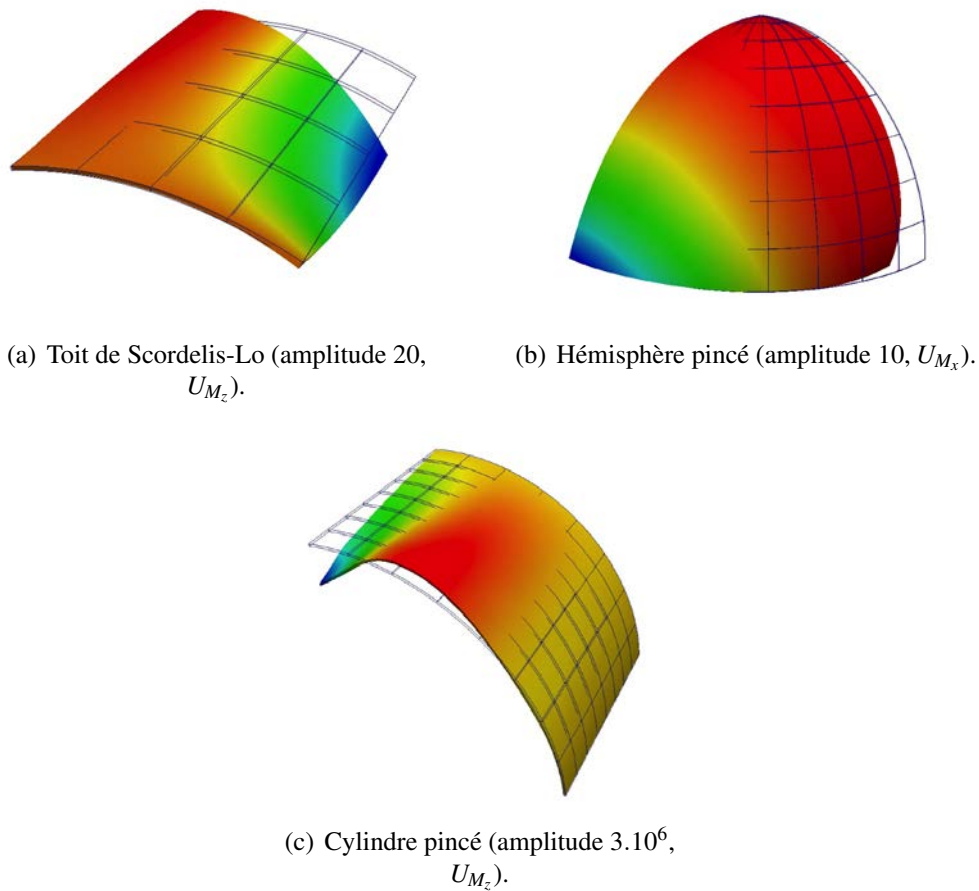 (a) Toit de Scordelis-Lo (amplitude 20,
U_{M_z}).
(b) Hémisphère pincé (amplitude 10, U_{M_x}).
(c) Cylindre pincé (amplitude 3.10^6,
U_{M_z}).